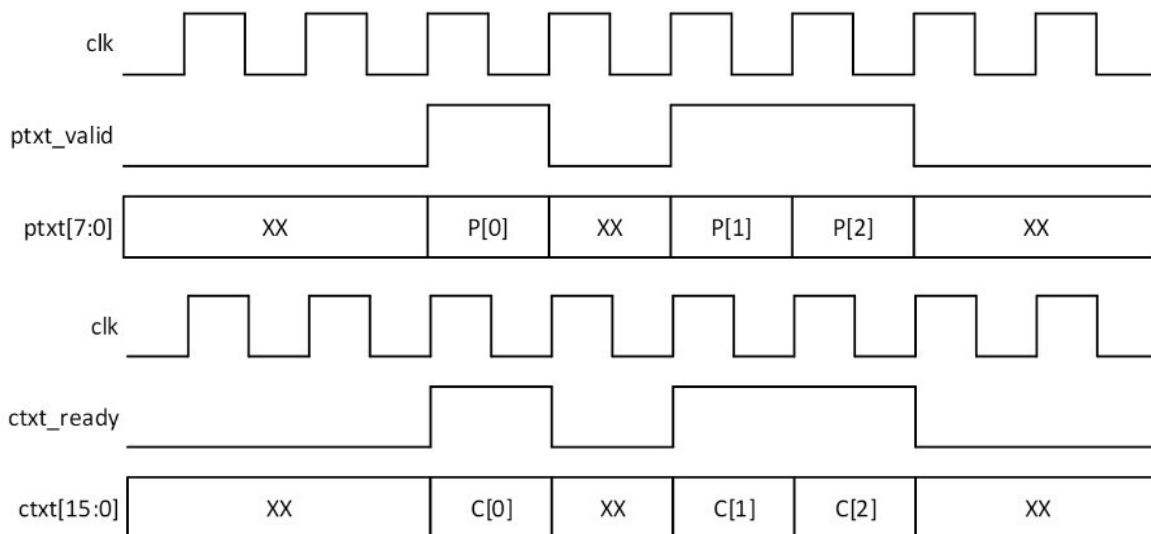 clk
ptxt_valid
ptxt[7:0] XX P[0] XX P[1] P[2] XX
clk
ctxt_ready
ctxt[15:0] XX C[0] XX C[1] C[2] XX